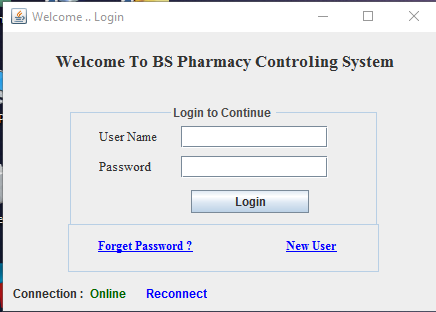 Welcome .. Login
Welcome To BS Pharmacy Controling System
Login to Continue
User Name
Password
Login
Forget Password ?
New User
Connection : Online Reconnect